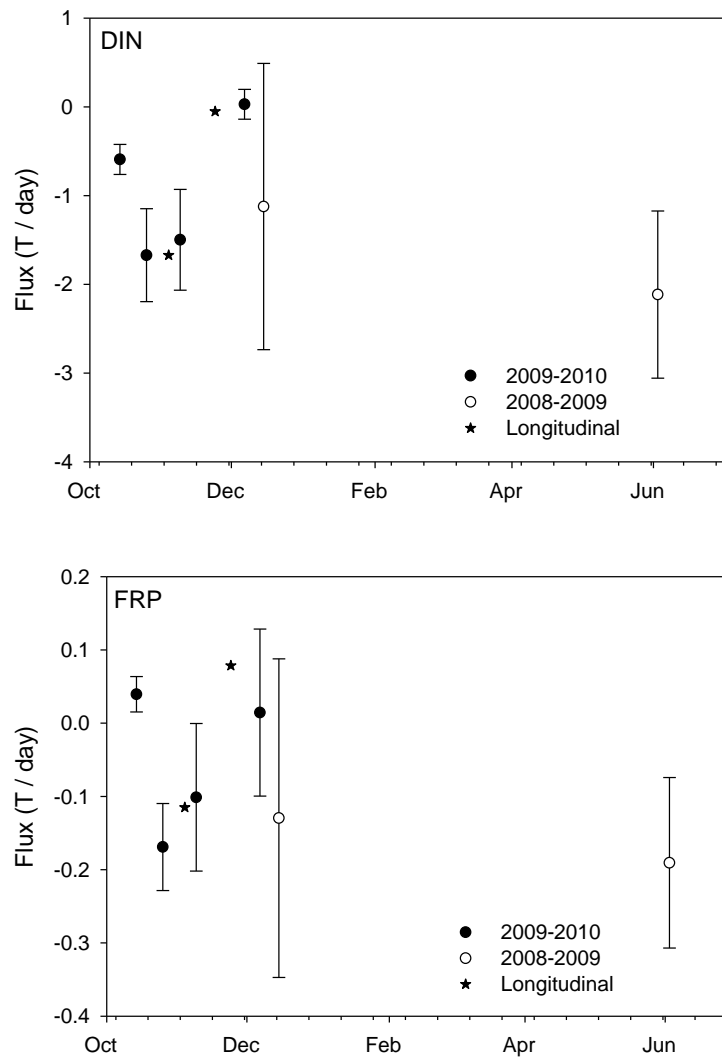 DIN
1
0
-1
-2
-3
-4
Flux (T / day)
2009-2010
2008-2009
Longitudinal
Oct Dec Feb Apr Jun
FRP
0.2
0.1
0.0
-0.1
-0.2
-0.3
-0.4
Flux (T / day)
2009-2010
2008-2009
Longitudinal
Oct Dec Feb Apr Jun